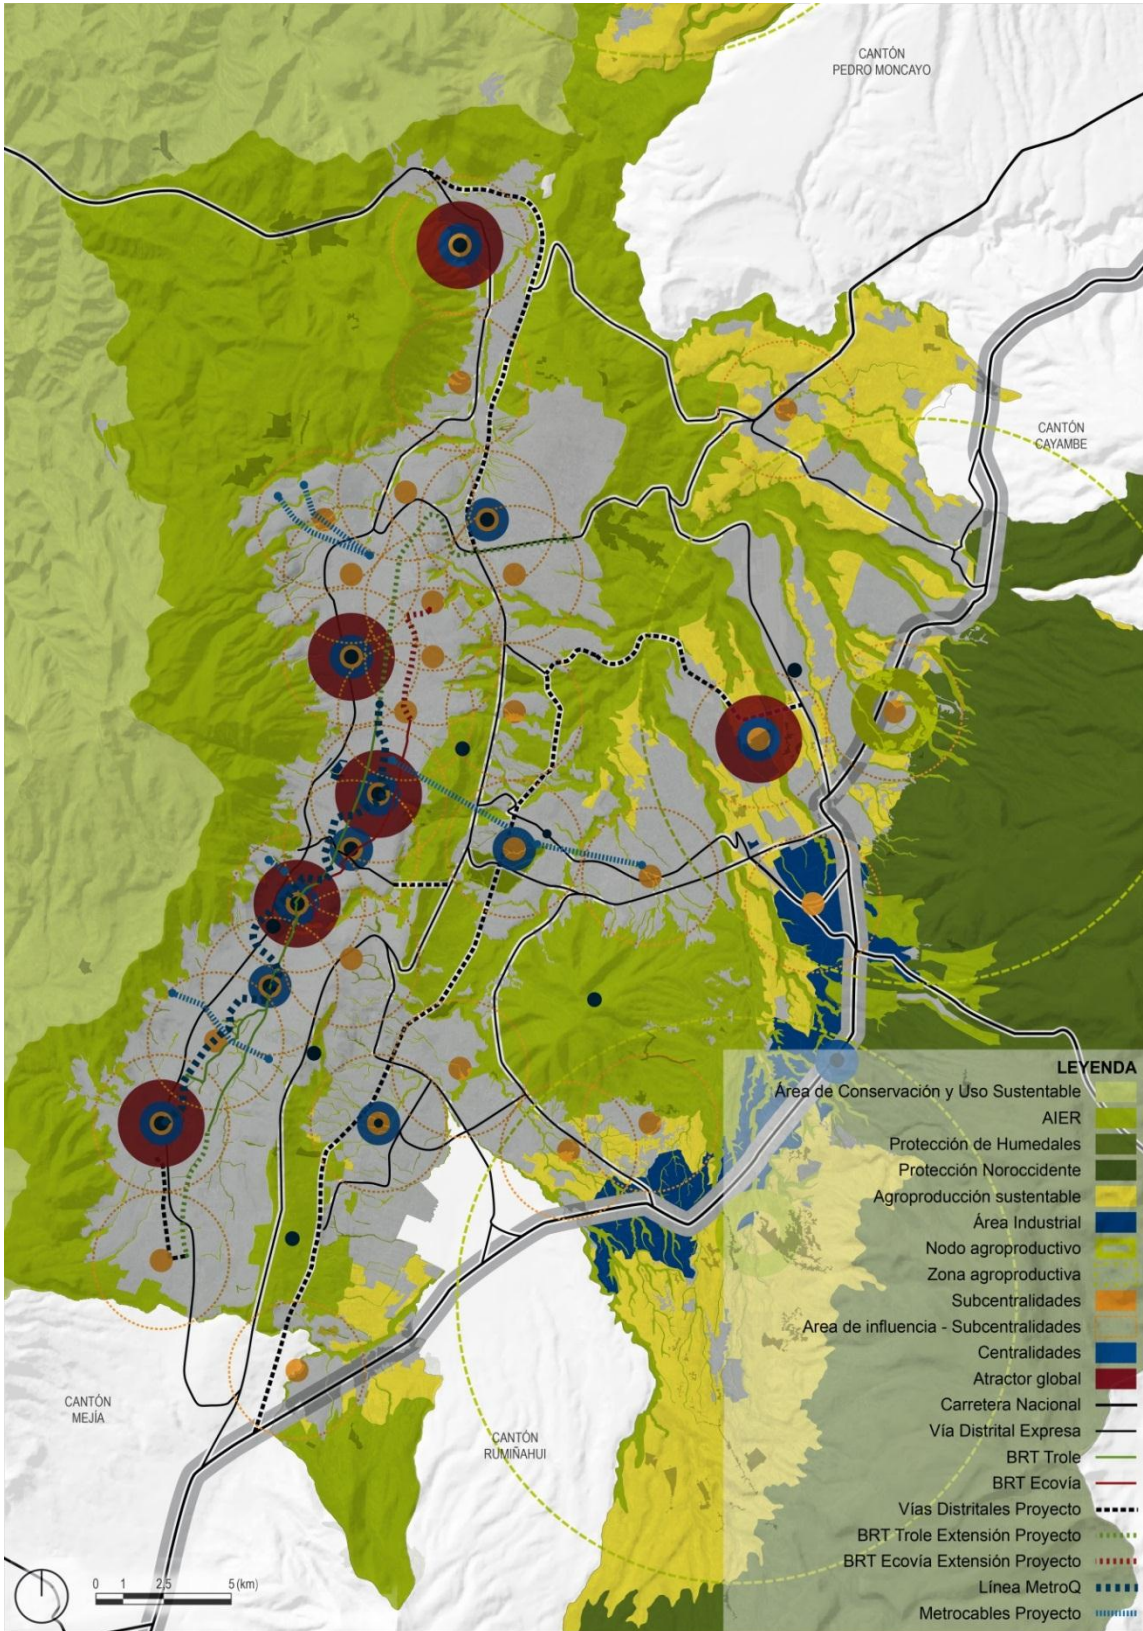 CANTÓN
PEDRO MONCAYO
CANTÓN
CAYAMBE
CANTÓN
MEJÍA
CANTÓN
RUMIÑAHUI
LEYENDA
Área de Conservación y Uso Sustentable
AIER
Protección de Humedales
Protección Noroccidente
Agroproducción sustentable
Área Industrial
Nodo agroproductivo
Zona agroproductiva
Subcentralidades
Area de influencia - Subcentralidades
Centralidades
Atractor global
Carretera Nacional
Vía Distrital Expresa
BRT Trole
BRT Ecovía
Vías Distritales Proyecto
BRT Trole Extensión Proyecto
BRT Ecovía Extensión Proyecto
Línea MetroQ
Metrocables Proyecto
0 1 2,5 5 (km)